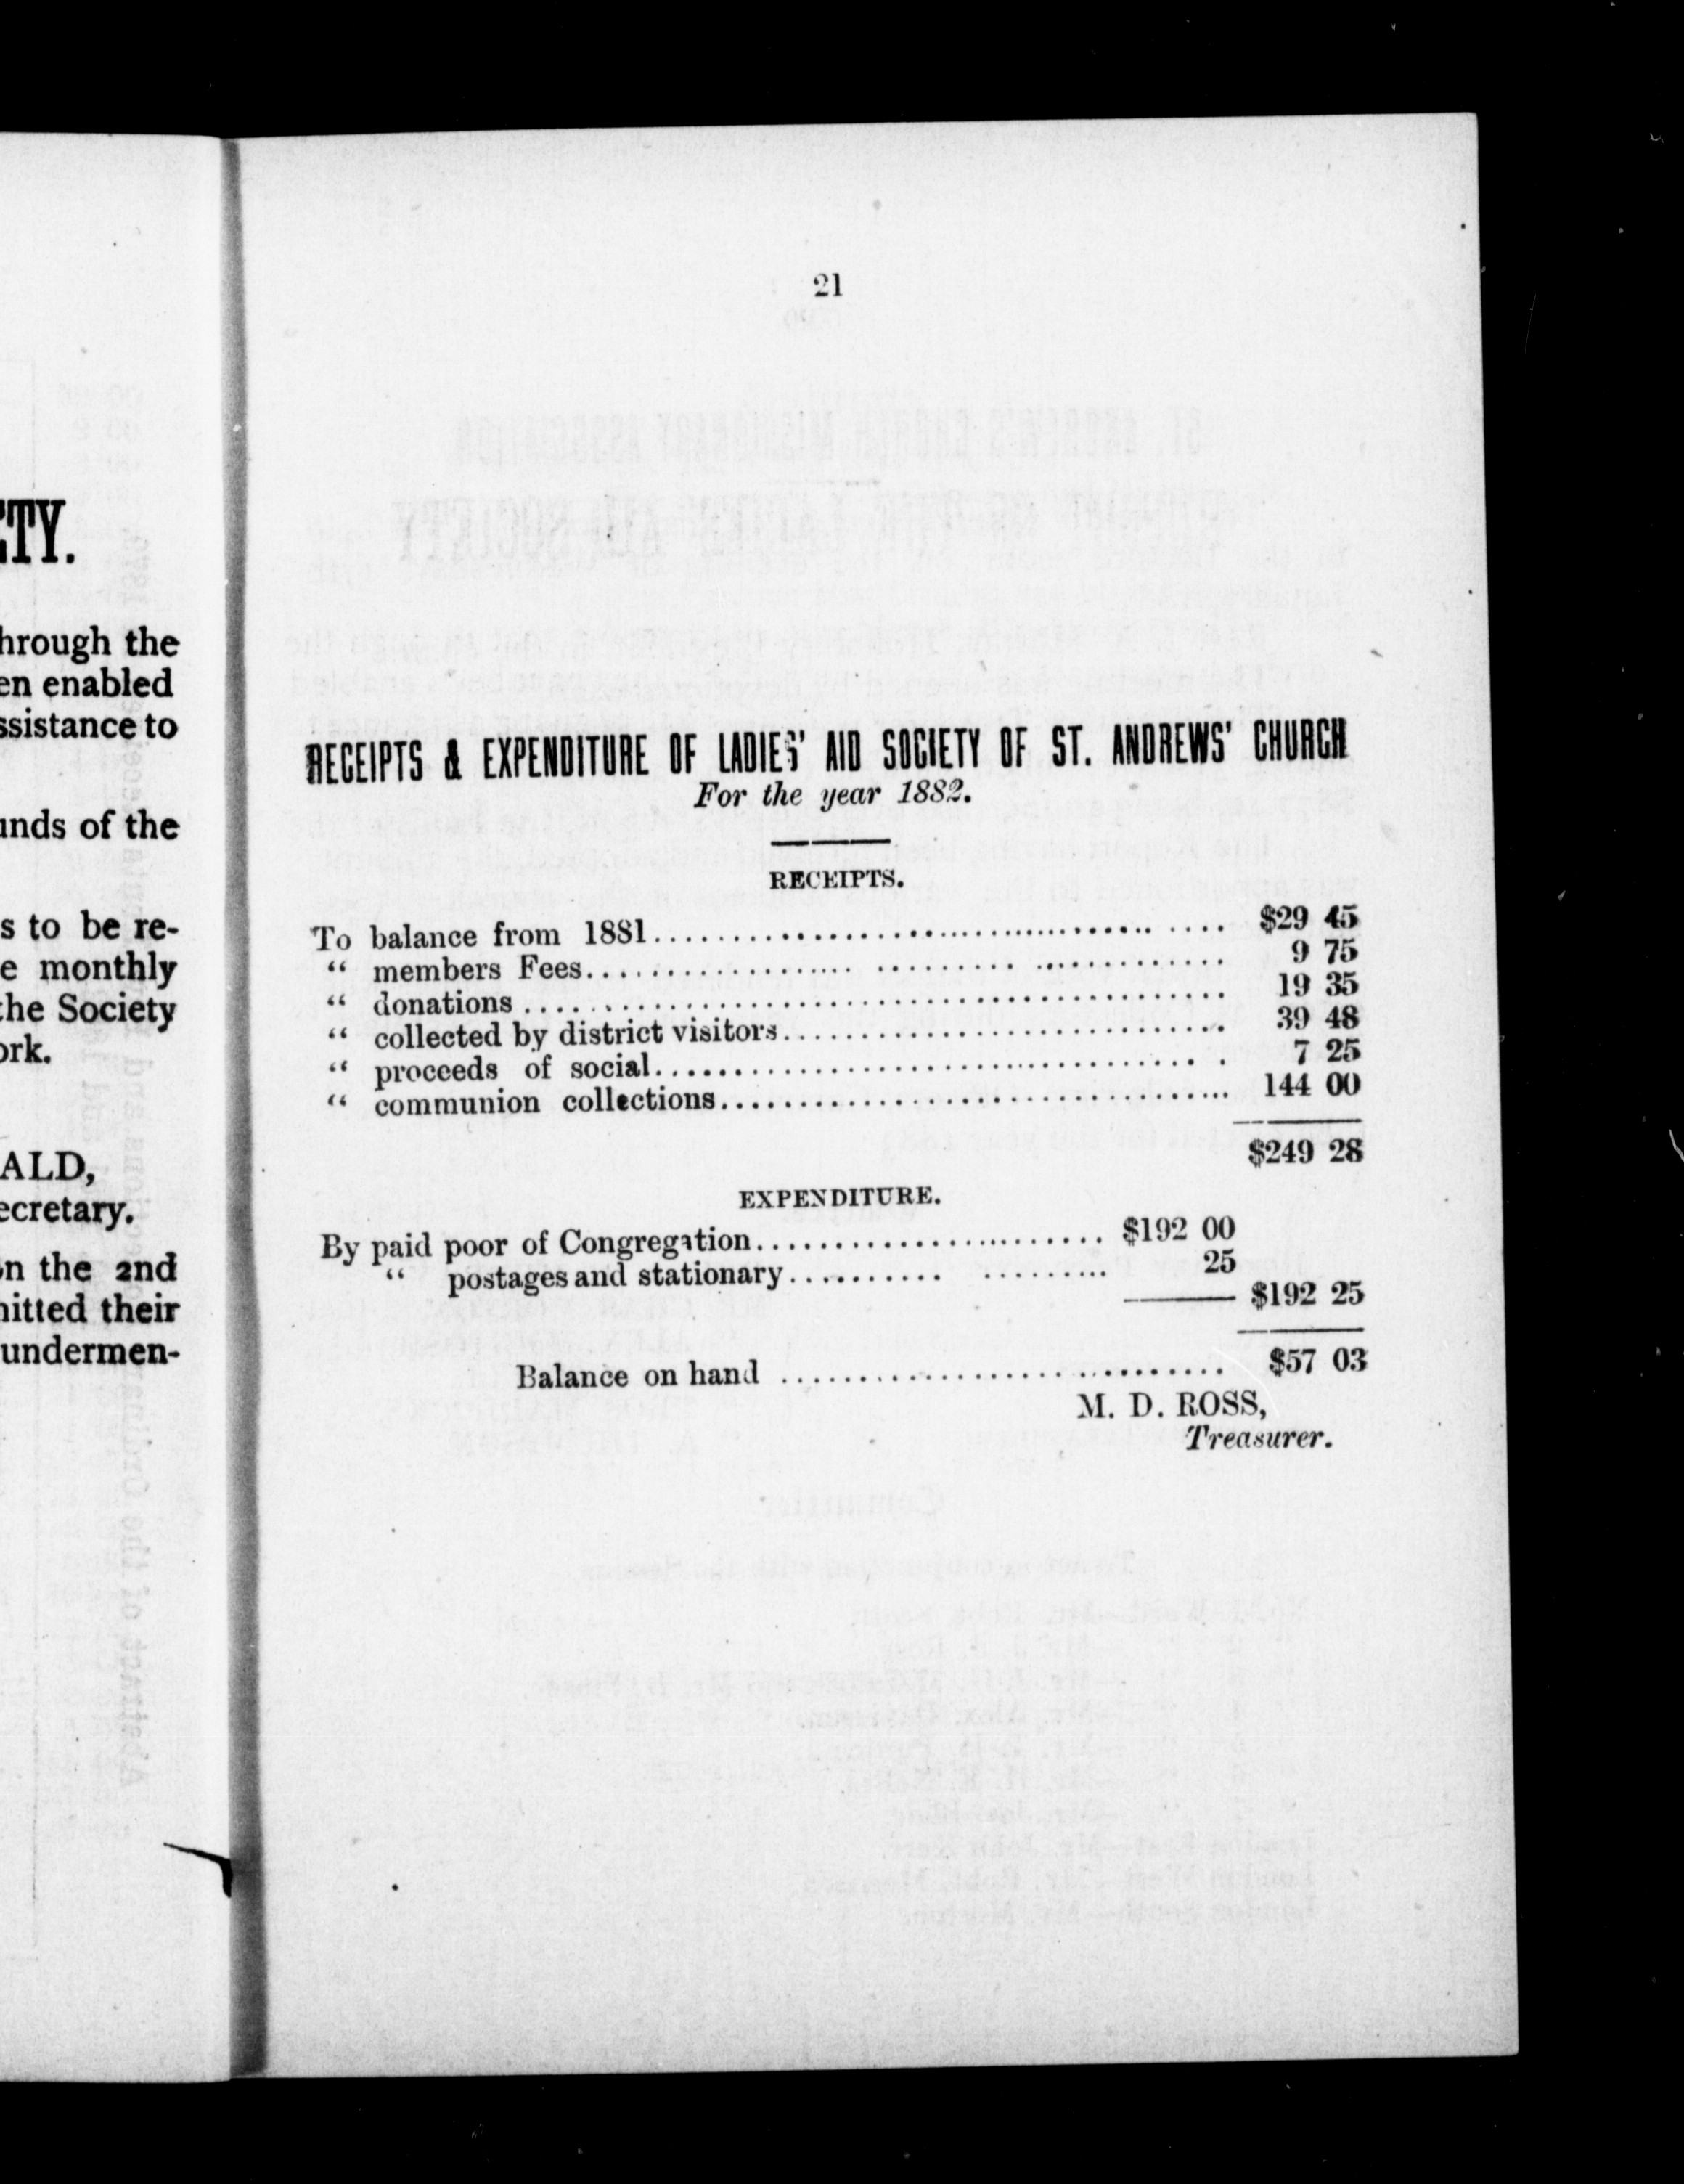 TY.
hrough the
en enabled
ssistance to
unds of the
s to be re-
e monthly
the Society
ork.
ALD,
ecretary.
on the 2nd
mitted their
undermen-
21
RECEIPTS & EXPENDITURE OF LADIES' AID SOCIETY OF ST. ANDREWS' CHURCH
For the year 1882.
RECEIPTS.
To balance from 1881.................................... $29 45
“ members Fees.................................... 9 75
“ donations.................................... 19 35
“ collected by district visitors.................................... 39 48
“ proceeds of social.................................... 7 25
“ communion collections.................................... 144 00
$249 28
EXPENDITURE.
By paid poor of Congregation........................ $192 00
“ postages and stationary.................... 25
$192 25
Balance on hand ............................ $57 03
M. D. ROSS,
Treasurer.